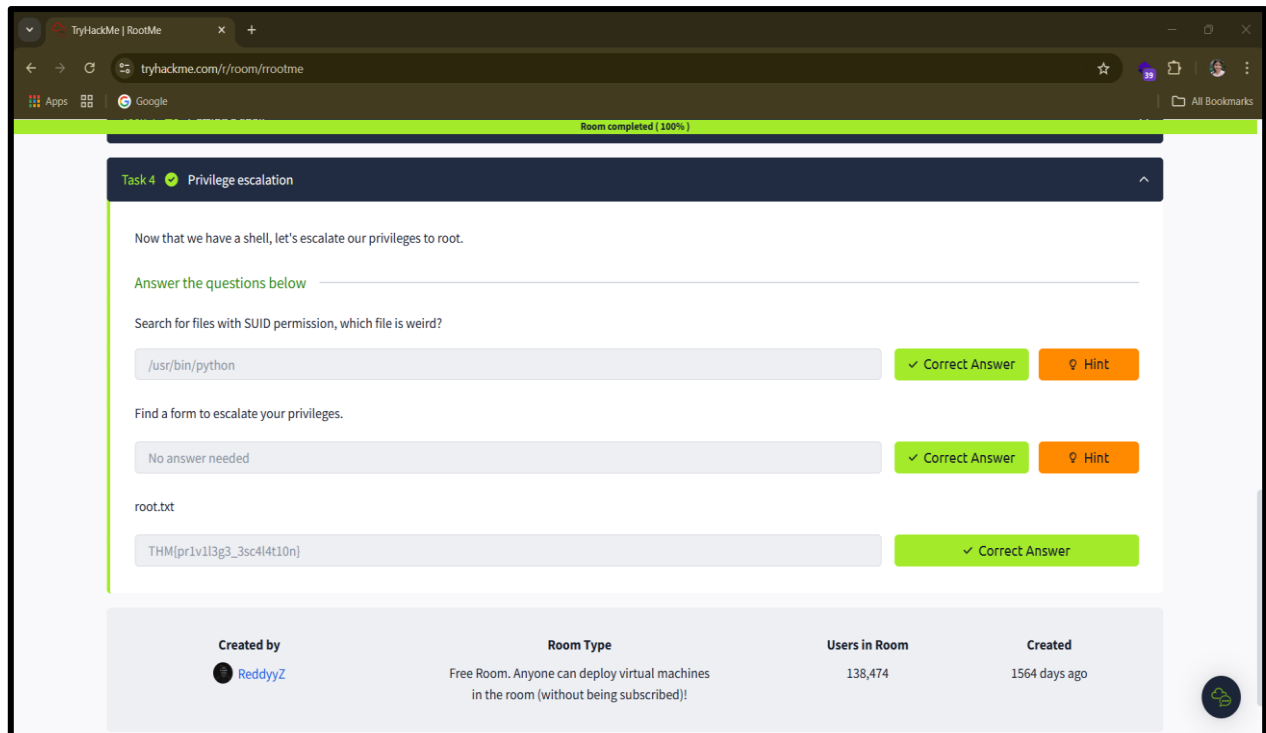 TryHackMe | RootMe
tryhackme.com/r/room/rrootme
39
Apps
Google
All Bookmarks
Room completed ( 100% )
Task 4 Privilege escalation
Now that we have a shell, let's escalate our privileges to root.
Answer the questions below
Search for files with SUID permission, which file is weird?
/usr/bin/python
Correct Answer
Hint
Find a form to escalate your privileges.
No answer needed
Correct Answer
Hint
root.txt
THM{pr1v1l3g3_3sc4l4t10n}
Correct Answer
Created by
ReddyyZ
Room Type
Free Room. Anyone can deploy virtual machines
in the room (without being subscribed)!
Users in Room
138,474
Created
1564 days ago